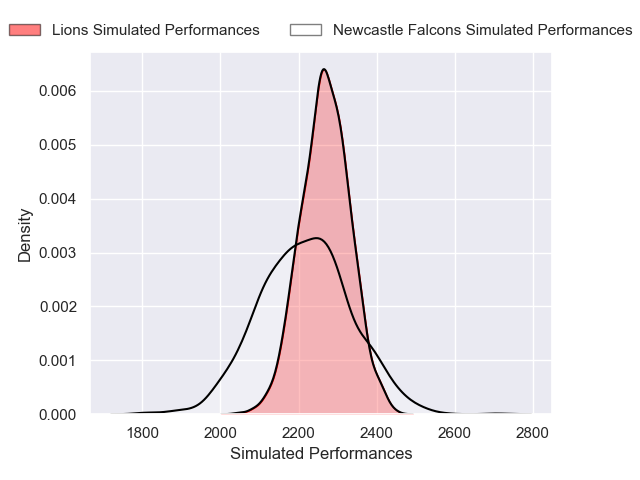 Lions Simulated Performances
Newcastle Falcons Simulated Performances
0.006
0.005
0.004
0.003
0.002
0.001
0.000
Density
1800 2000 2200 2400 2600 2800
Simulated Performances